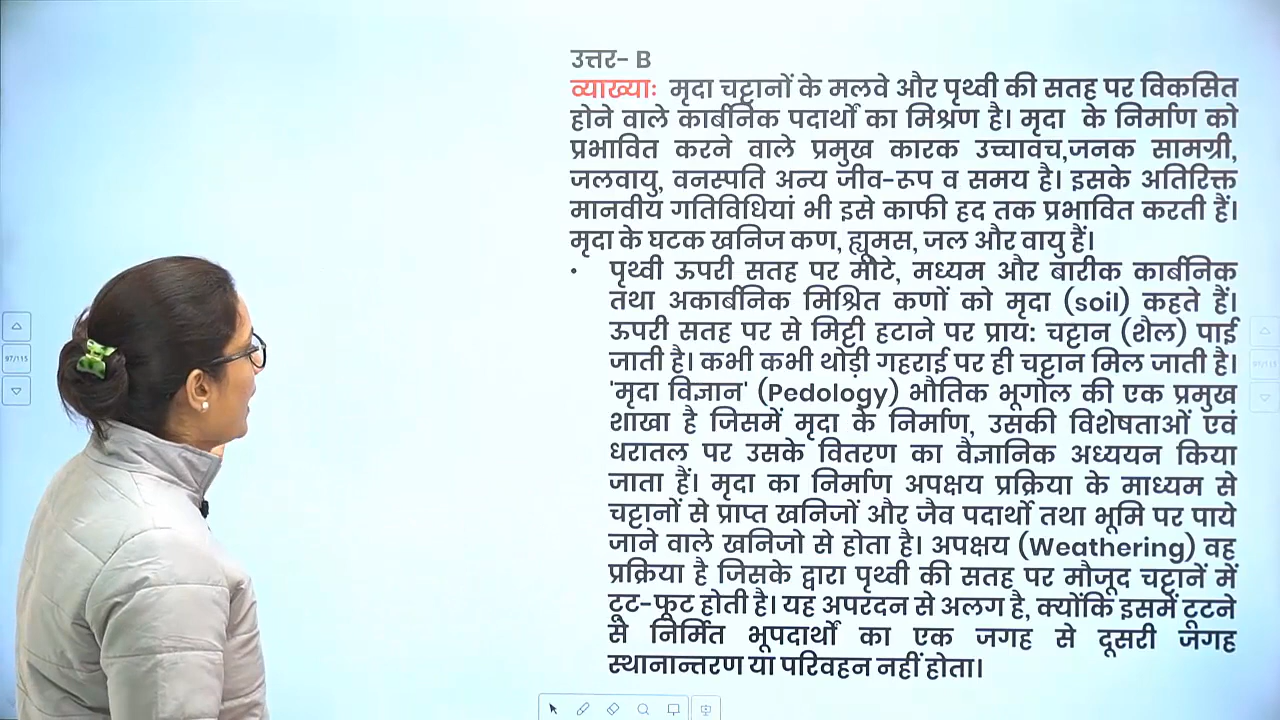 उत्तर- B
व्याख्याः मृदा चट्टानों के मलवे और पृथ्वी की सतह पर विकसित
होने वाले कार्बनिक पदार्थों का मिश्रण है। मृदा के निर्माण को
प्रभावित करने वाले प्रमुख कारक उच्चावच,जनक सामग्री,
जलवायु, वनस्पति अन्य जीव-रूप व समय है। इसके अतिरिक्त
मानवीय गतिविधियां भी इसे काफी हद तक प्रभावित करती हैं।
मृदा के घटक खनिज कण, ह्यूमस, जल और वायु हैं।
• पृथ्वी ऊपरी सतह पर मोटे, मध्यम और बारीक कार्बनिक
तथा अकार्बनिक मिश्रित कणों को मृदा (soil) कहते हैं।
ऊपरी सतह पर से मिट्टी हटाने पर प्राय: चट्टान (शैल) पाई
जाती है। कभी कभी थोड़ी गहराई पर ही चट्टान मिल जाती है।
'मृदा विज्ञान' (Pedology) भौतिक भूगोल की एक प्रमुख
शाखा है जिसमें मृदा के निर्माण, उसकी विशेषताओं एवं
धरातल पर उसके वितरण का वैज्ञानिक अध्ययन किया
जाता हैं। मृदा का निर्माण अपक्षय प्रक्रिया के माध्यम से
चट्टानों से प्राप्त खनिजों और जैव पदार्थो तथा भूमि पर पाये
जाने वाले खनिजो से होता है। अपक्षय (Weathering) वह
प्रक्रिया है जिसके द्वारा पृथ्वी की सतह पर मौजूद चट्टानें में
टूट-फूट होती है। यह अपरदन से अलग है, क्योंकि इसमें टूटने
से निर्मित भूपदार्थो का एक जगह से दूसरी जगह
स्थानान्तरण या परिवहन नहीं होता।
97/115
97/115